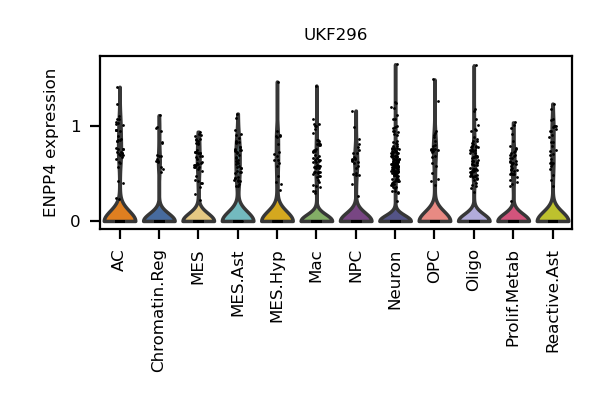 UKF296
ENPP4 expression
1
0
AC
Chromatin.Reg
MES
MES.Ast
MES.Hyp
Mac
NPC
Neuron
OPC
Oligo
Prolif.Metab
Reactive.Ast